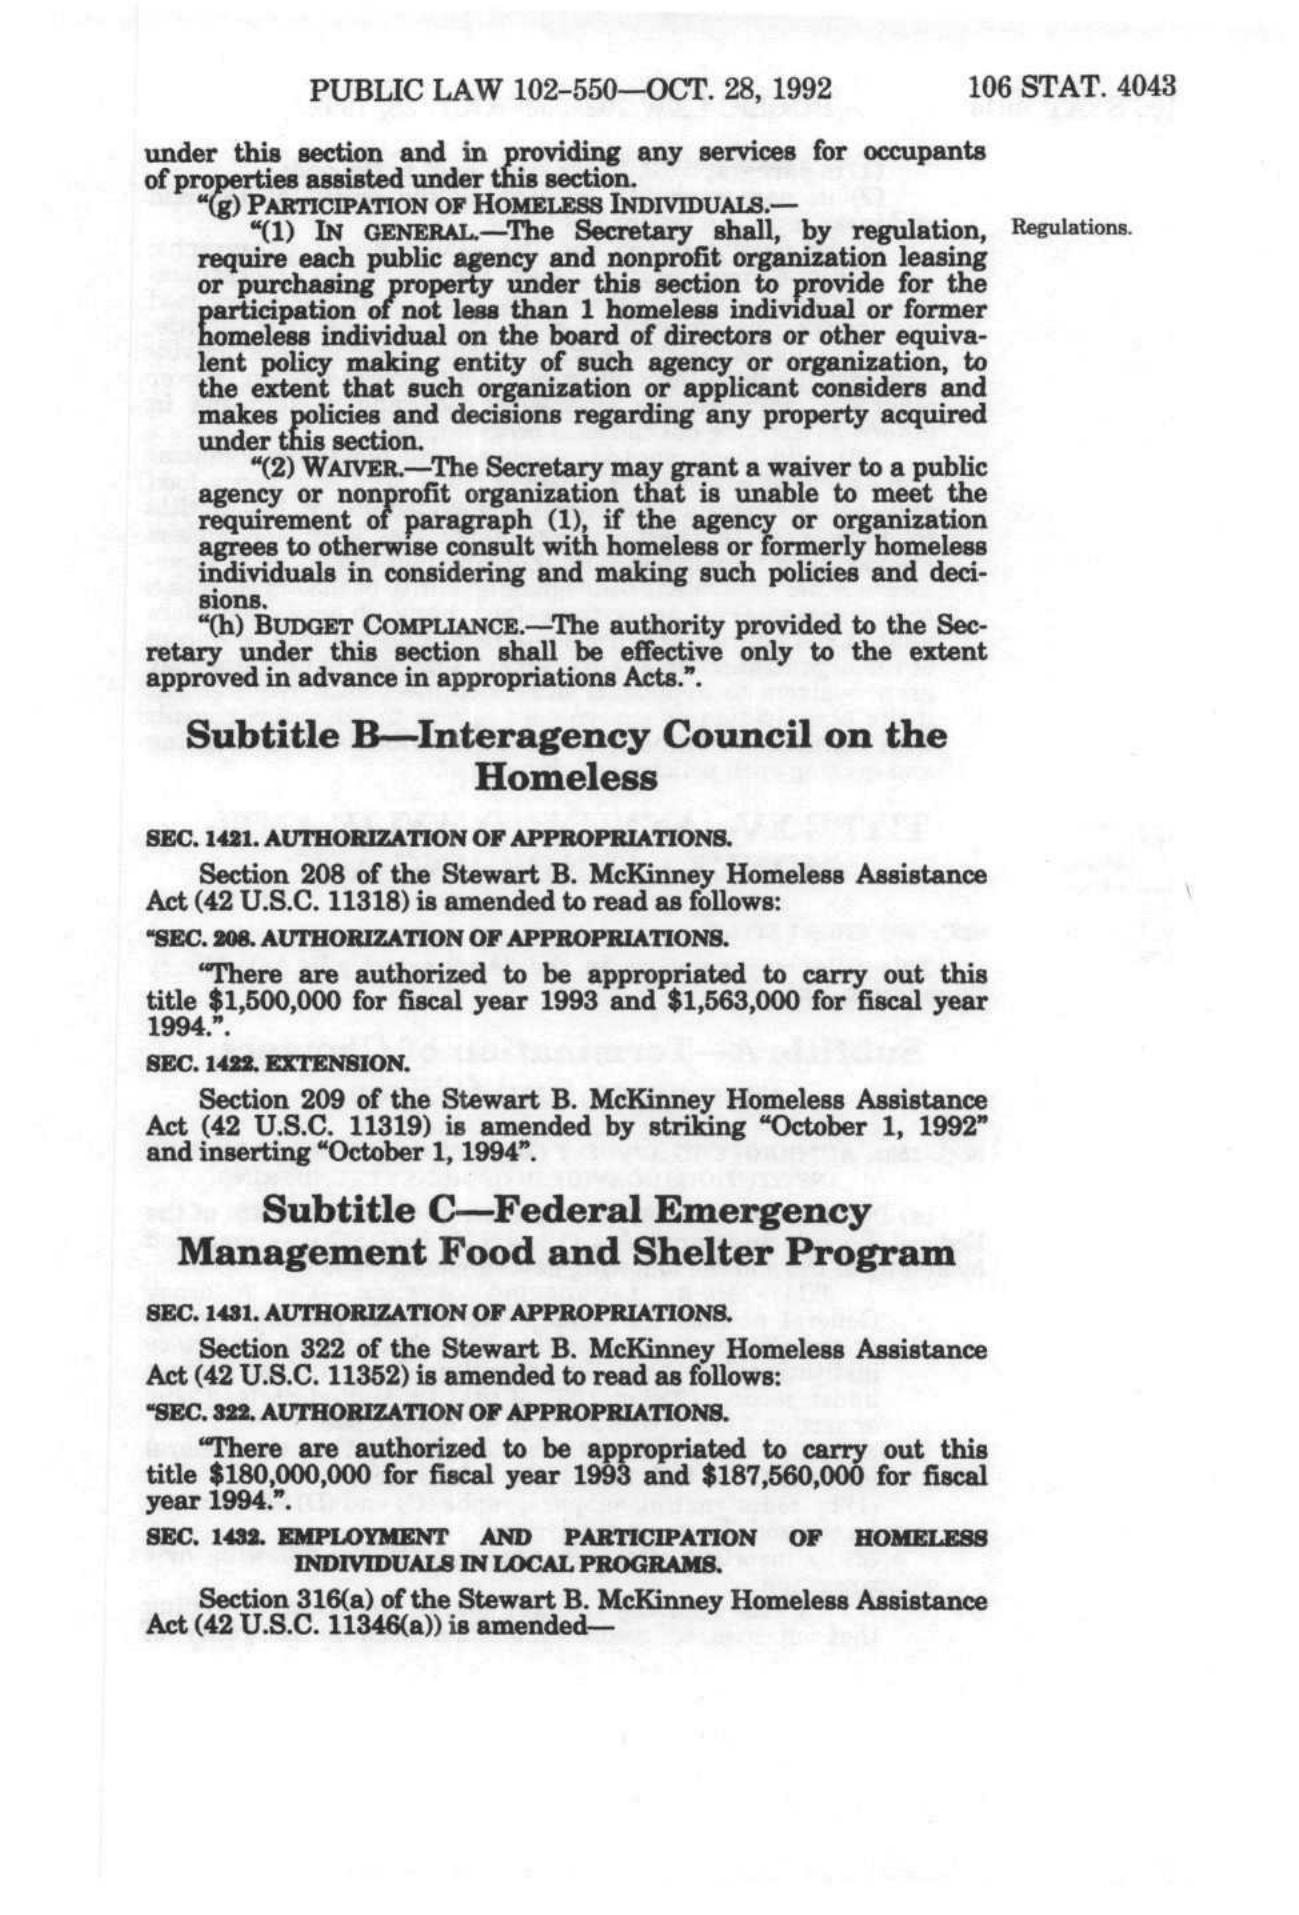 PUBLIC LAW 102-550—OCT. 28, 1992 106 STAT. 4043
under this section and in providing any services for occupants
of properties assisted under this section.
"(g) PARTICIPATION OF HOMELESS INDIVIDUALS.—
"(1) IN GENERAL.—The Secretary shall, by regulation, Regulations.
require each public agency and nonprofit organization leasing
or purchasing property under this section to provide for the
participation of not less than 1 homeless individual or former
homeless individual on the board of directors or other equiva-
lent policy making entity of such agency or organization, to
the extent that such organization or applicant considers and
makes policies and decisions regarding any property acquired
under this section.
"(2) WAIVER.—The Secretary may grant a waiver to a public
agency or nonprofit organization that is unable to meet the
requirement of paragraph (1), if the agency or organization
agrees to otherwise consult with homeless or formerly homeless
individuals in considering and making such policies and deci-
sions.
"(h) BUDGET COMPLIANCE.—The authority provided to the Sec-
retary under this section shall be effective only to the extent
approved in advance in appropriations Acts.".
Subtitle B—Interagency Council on the
Homeless
SEC. 1421. AUTHORIZATION OF APPROPRIATIONS.
Section 208 of the Stewart B. McKinney Homeless Assistance
Act (42 U.S.C. 11318) is amended to read as follows:
"SEC. 208. AUTHORIZATION OF APPROPRIATIONS.
"There are authorized to be appropriated to carry out this
title $1,500,000 for fiscal year 1993 and $1,563,000 for fiscal year
1994.".
SEC. 1422. EXTENSION.
Section 209 of the Stewart B. McKinney Homeless Assistance
Act (42 U.S.C. 11319) is amended by striking "October 1, 1992"
and inserting "October 1, 1994".
Subtitle C—Federal Emergency
Management Food and Shelter Program
SEC. 1431. AUTHORIZATION OF APPROPRIATIONS.
Section 322 of the Stewart B. McKinney Homeless Assistance
Act (42 U.S.C. 11352) is amended to read as follows:
"SEC. 322. AUTHORIZATION OF APPROPRIATIONS.
"There are authorized to be appropriated to carry out this
title $180,000,000 for fiscal year 1993 and $187,560,000 for fiscal
year 1994.".
SEC. 1432. EMPLOYMENT AND PARTICIPATION OF HOMELESS
INDIVIDUALS IN LOCAL PROGRAMS.
Section 316(a) of the Stewart B. McKinney Homeless Assistance
Act (42 U.S.C. 11346(a)) is amended—